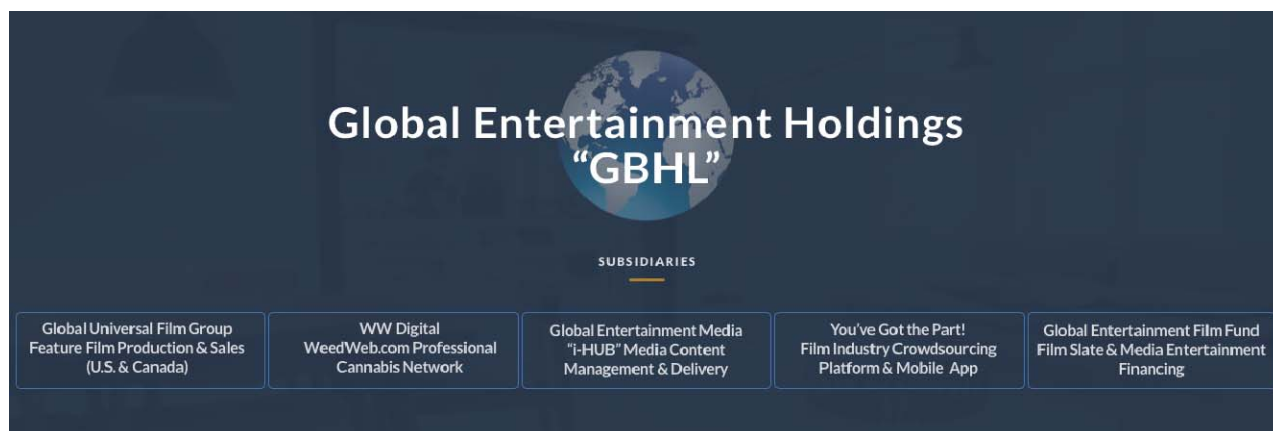 Global Entertainment Holdings
“GBHL”
SUBSIDIARIES
Global Universal Film Group
Feature Film Production & Sales
(U.S. & Canada)
WW Digital
WeedWeb.com Professional
Cannabis Network
Global Entertainment Media
“i-HUB” Media Content
Management & Delivery
You’ve Got the Part!
Film Industry Crowdsourcing
Platform & Mobile App
Global Entertainment Film Fund
Film Slate & Media Entertainment
Financing